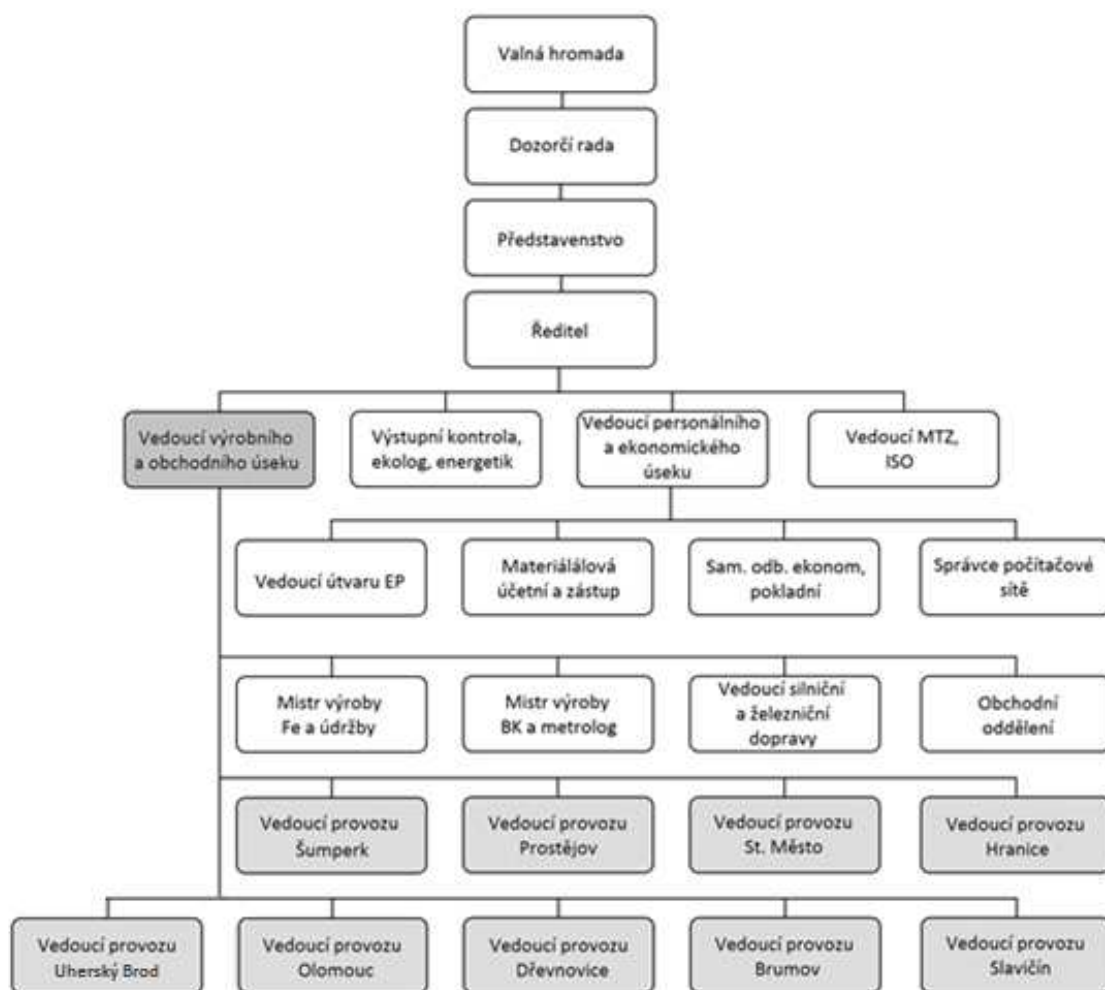 Valná hromada
Dozorčí rada
Představenstvo
Ředitel
Vedoucí výrobního
a obchodního úseku
Výstupní kontrola,
ekolog, energetik
Vedoucí personálního
a ekonomického
úseku
Vedoucí MTZ,
ISO
Vedoucí útvaru EP
Materiálálová
účetní a zástup
Sam. odb. ekonom,
pokladní
Správce počítačové
sítě
Mistr výroby
Fe a údržby
Mistr výroby
BK a metrolog
Vedoucí silniční
a železniční
dopravy
Obchodní
oddělení
Vedoucí provozu
Šumperk
Vedoucí provozu
Prostějov
Vedoucí provozu
St. Město
Vedoucí provozu
Hranice
Vedoucí provozu
Uherský Brod
Vedoucí provozu
Olomouc
Vedoucí provozu
Dřevnovice
Vedoucí provozu
Brumov
Vedoucí provozu
Slavičín